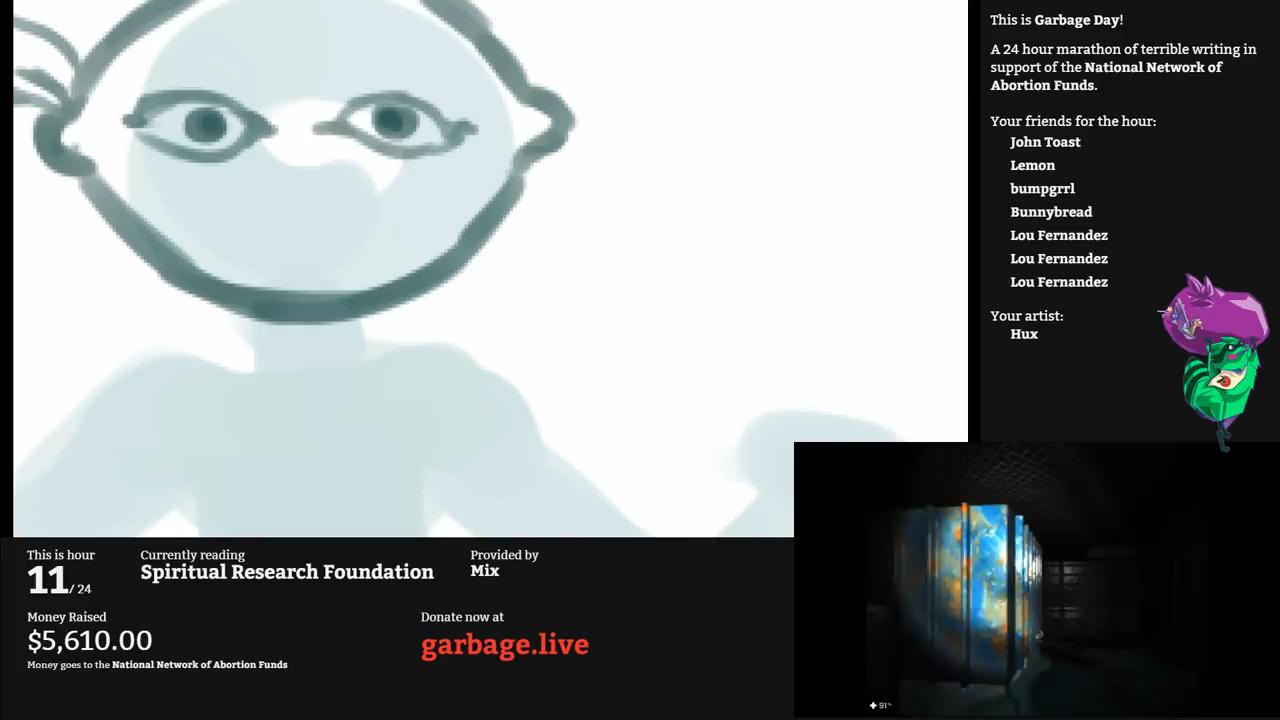 This is Garbage Day!
A 24 hour marathon of terrible writing in
support of the National Network of
Abortion Funds.
Your friends for the hour:
John Toast
Lemon
bumpgrrl
Bunnybread
Lou Fernandez
Lou Fernandez
Lou Fernandez
Your artist:
Hux
This is hour
11 / 24
Currently reading
Spiritual Research Foundation
Provided by
Mix
Money Raised
$5,610.00
Money goes to the National Network of Abortion Funds
Donate now at
garbage.live
91%